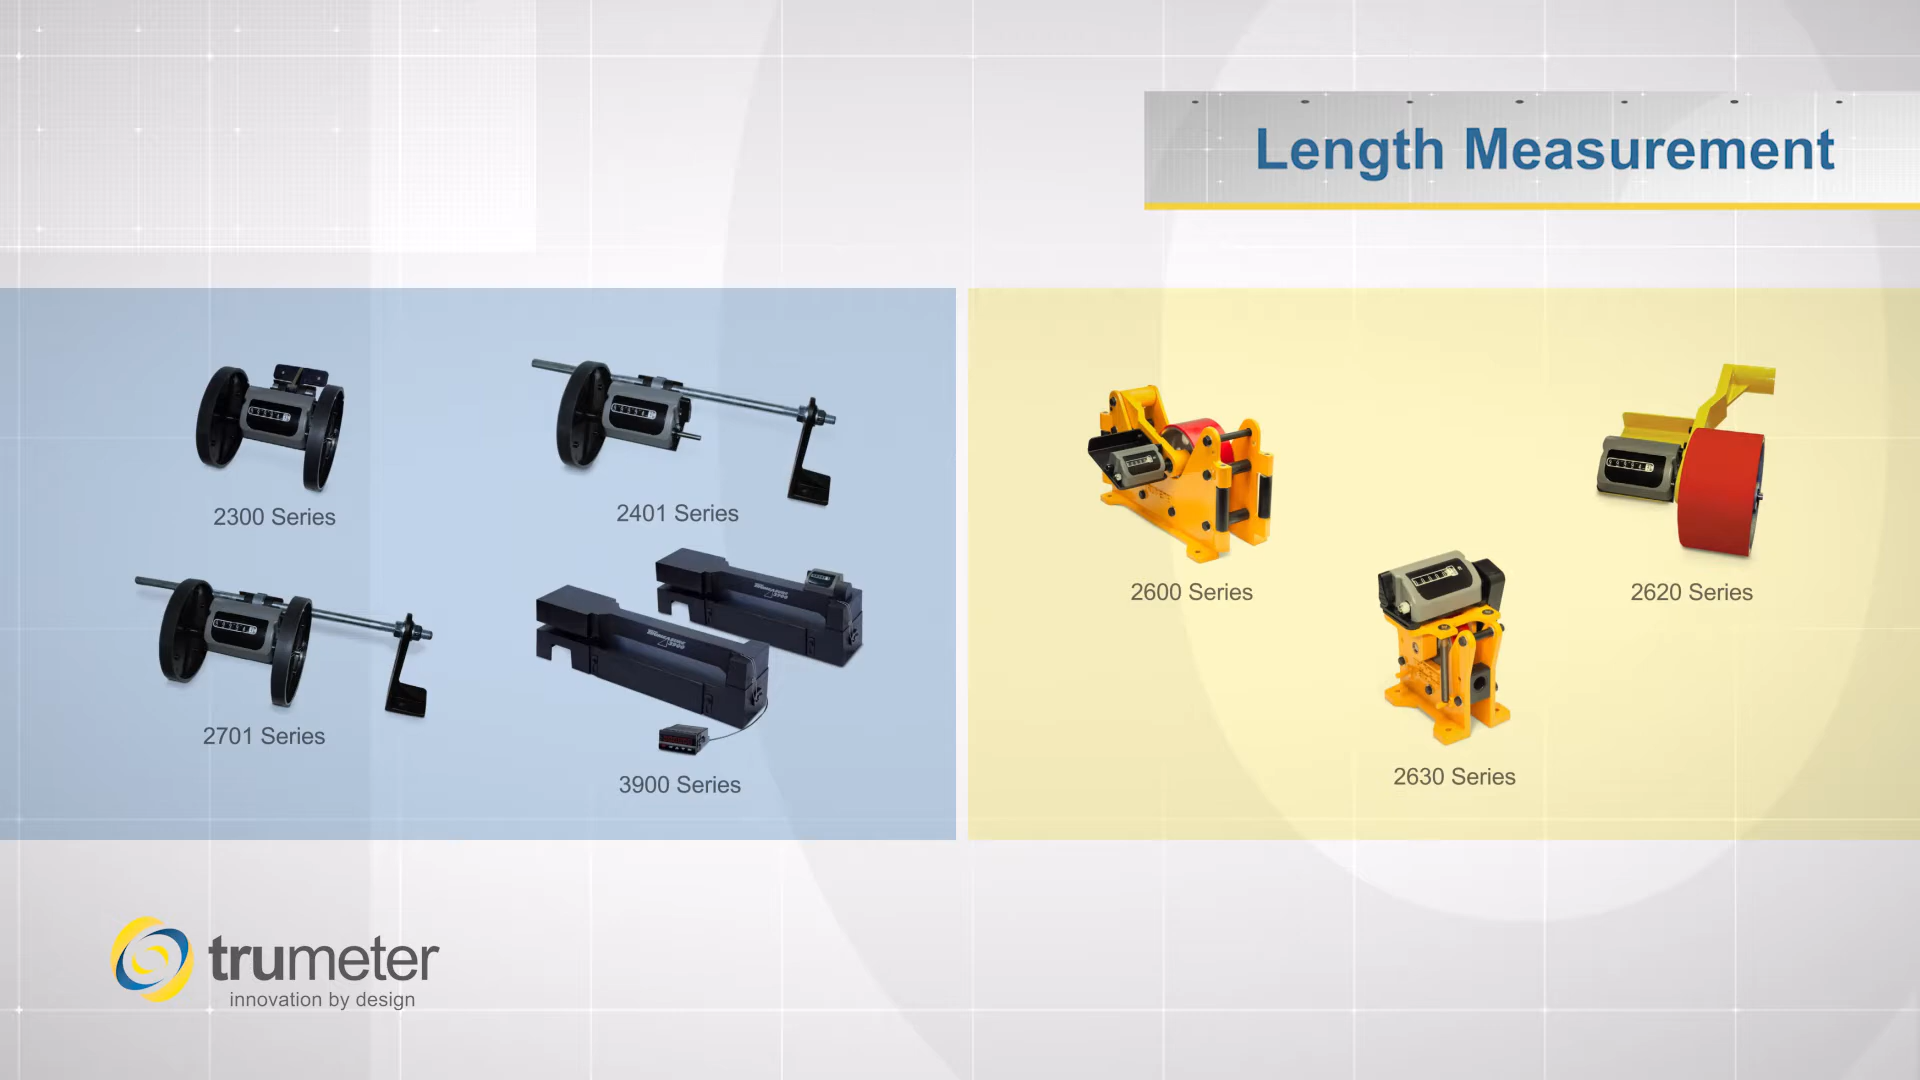 Length Measurement
2300 Series
2401 Series
2701 Series
3900 Series
2600 Series
2620 Series
2630 Series
trumeter
innovation by design